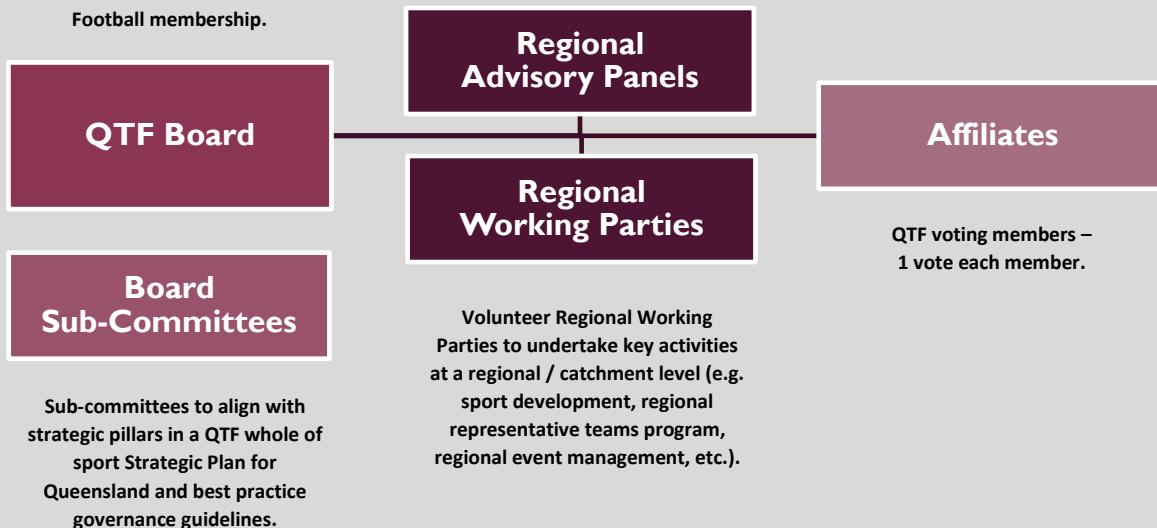 Football membership.
QTF Board
Board
Sub-Committees
Sub-committees to align with
strategic pillars in a QTF whole of
sport Strategic Plan for
Queensland and best practice
governance guidelines.
Regional
Advisory Panels
Regional
Working Parties
Volunteer Regional Working
Parties to undertake key activities
at a regional / catchment level (e.g.
sport development, regional
representative teams program,
regional event management, etc.).
Affiliates
QTF voting members –
1 vote each member.